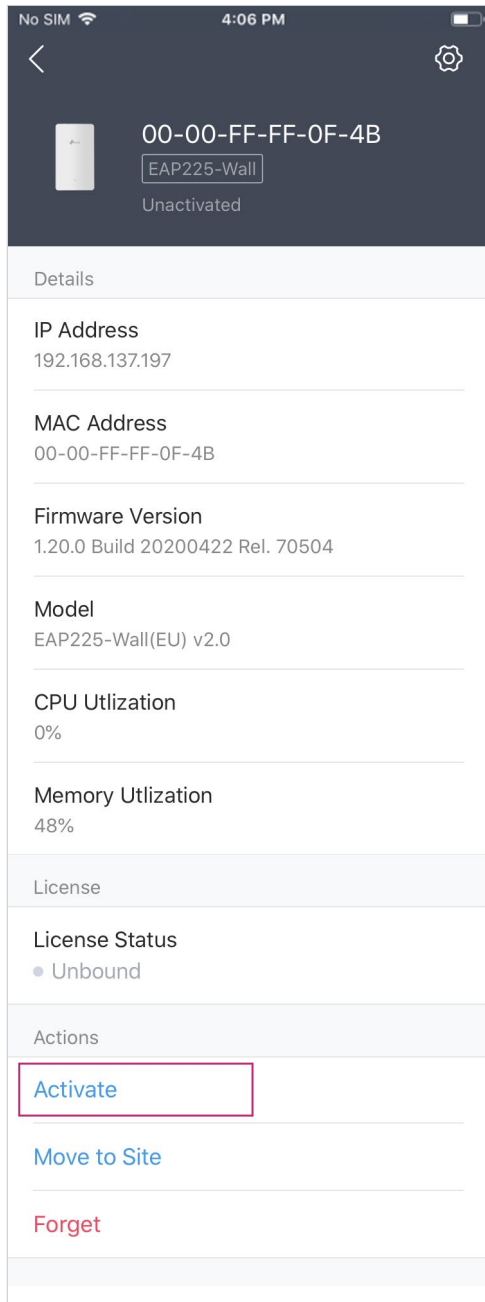 No SIM 4:06 PM
00-00-FF-FF-0F-4B
EAP225-Wall
Unactivated
Details
IP Address
192.168.137.197
MAC Address
00-00-FF-FF-0F-4B
Firmware Version
1.20.0 Build 20200422 Rel. 70504
Model
EAP225-Wall(EU) v2.0
CPU Utlization
0%
Memory Utlization
48%
License
License Status
Unbound
Actions
Activate
Move to Site
Forget